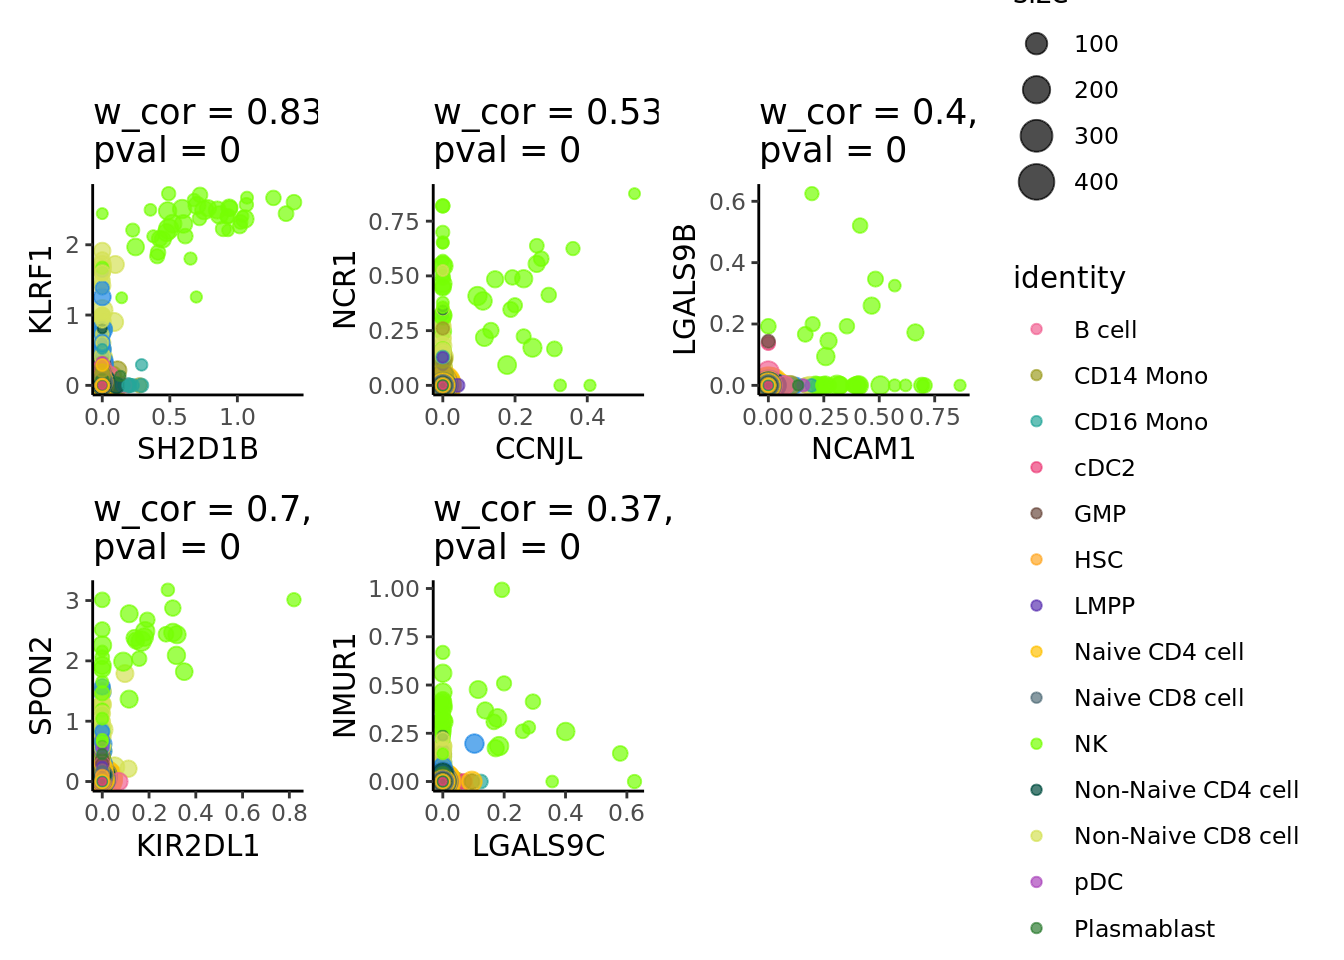 size
100
200
300
400
w_cor = 0.83
pval = 0
KLRF1
2
1
0
0.0 0.5 1.0
SH2D1B
w_cor = 0.53
pval = 0
NCR1
0.75
0.50
0.25
0.00
0.0 0.2 0.4
CCNJL
w_cor = 0.4,
pval = 0
LGALS9B
0.6
0.4
0.2
0.0
0.00 0.25 0.50 0.75
NCAM1
w_cor = 0.7,
pval = 0
SPON2
3
2
1
0
0.0 0.2 0.4 0.6 0.8
KIR2DL1
w_cor = 0.37,
pval = 0
NMUR1
1.00
0.75
0.50
0.25
0.00
0.0 0.2 0.4 0.6
LGALS9C
identity
B cell
CD14 Mono
CD16 Mono
cDC2
GMP
HSC
LMPP
Naive CD4 cell
Naive CD8 cell
NK
Non-Naive CD4 cell
Non-Naive CD8 cell
pDC
Plasmablast